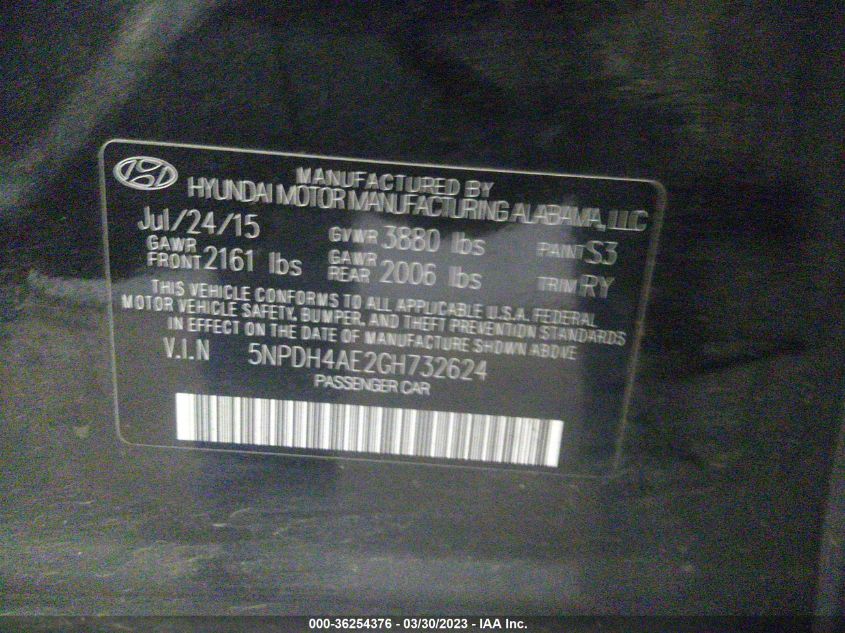 MANUFACTURED BY
HYUNDAI MOTOR MANUFACTURING ALABAMA, LLC
Jul/24/15 GVWR 3880 lbs PAINT S3
GAWR FRONT 2161 lbs GAWR REAR 2006 lbs TRIM RY
THIS VEHICLE CONFORMS TO ALL APPLICABLE U.S.A. FEDERAL
MOTOR VEHICLE SAFETY, BUMPER, AND THEFT PREVENTION STANDARDS
IN EFFECT ON THE DATE OF MANUFACTURE SHOWN ABOVE
V.I.N 5NPDH4AE2GH732624
PASSENGER CAR
000-36254376 - 03/30/2023 - IAA Inc.